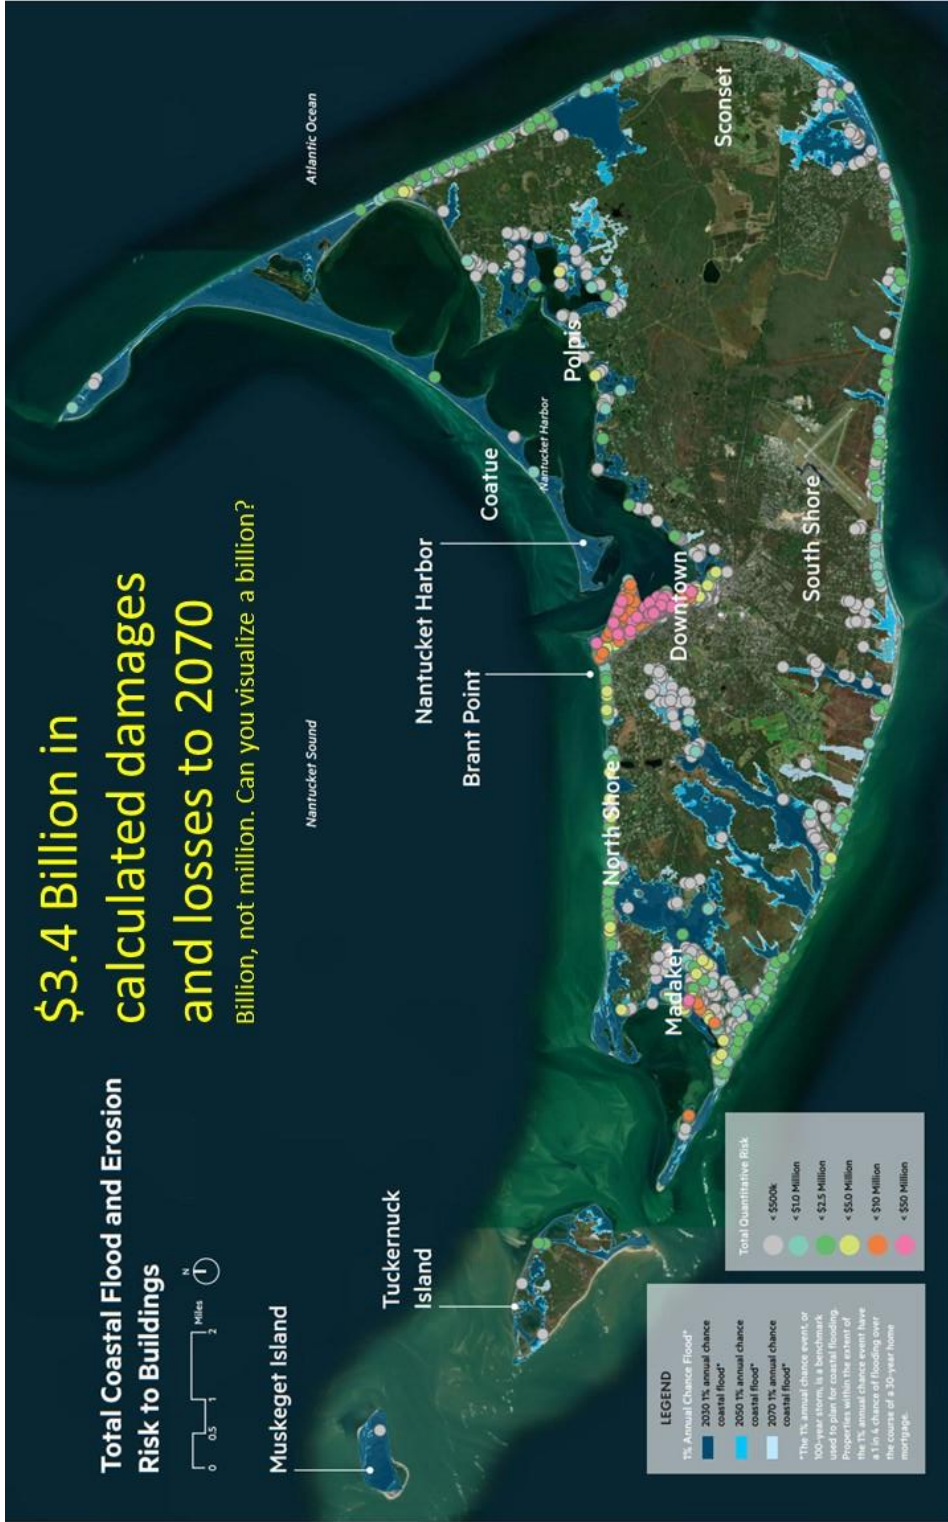 $3.4 Billion in
calculated damages
and losses to 2070
Billion, not million. Can you visualize a billion?
Total Coastal Flood and Erosion
Risk to Buildings
N
0 0.5 1 2 Miles
Muskeget Island
Tuckernuck
Island
Nantucket Sound
Atlantic Ocean
Nantucket Harbor
Brant Point
Coatue
Nantucket Harbor
Polpis
Sconset
Downtown
North Shore
South Shore
Madaket
LEGEND
1% Annual Chance Flood*
2030 1% annual chance
coastal flood*
2050 1% annual chance
coastal flood*
2070 1% annual chance
coastal flood*
*The 1% annual chance event, or
100-year storm, is a benchmark
used to plan for coastal flooding.
Properties within the extent of
the 1% annual chance event have
a 1 in 4 chance of flooding over
the course of a 30-year home
mortgage.
Total Quantitative Risk
< $500k
< $1.0 Million
< $2.5 Million
< $5.0 Million
< $10 Million
< $50 Million